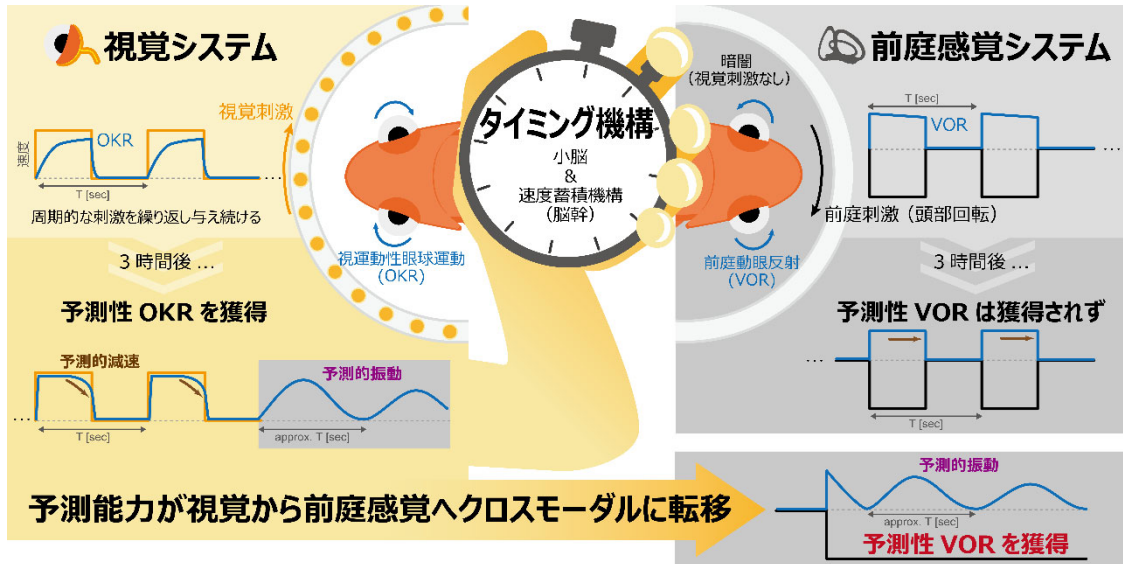 視覚システム
視覚刺激
速度
OKR
T [sec]
...
周期的な刺激を繰り返し与え続ける
視運動性眼球運動
(OKR)
3 時間後 ...
予測性 OKR を獲得
予測的減速
予測的振動
...
T [sec]
approx. T [sec]
タイミング機構
小脳
&
速度蓄積機構
(脳幹)
前庭感覚システム
暗闇
(視覚刺激なし)
T [sec]
VOR
...
前庭刺激 (頭部回転)
前庭動眼反射
(VOR)
3 時間後 ...
予測性 VOR は獲得されず
...
...
T [sec]
予測能力が視覚から前庭感覚へクロスモーダルに転移
予測的振動
approx. T [sec]
予測性 VOR を獲得